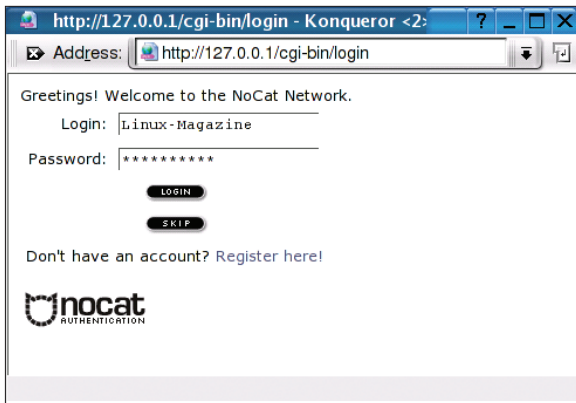 http://127.0.0.1/cgi-bin/login - Konqueror <2>
Address: http://127.0.0.1/cgi-bin/login
Greetings! Welcome to the NoCat Network.
Login: Linux-Magazine
Password: **********
LOGIN
SKIP
Don't have an account? Register here!
nocat
AUTHENTICATION